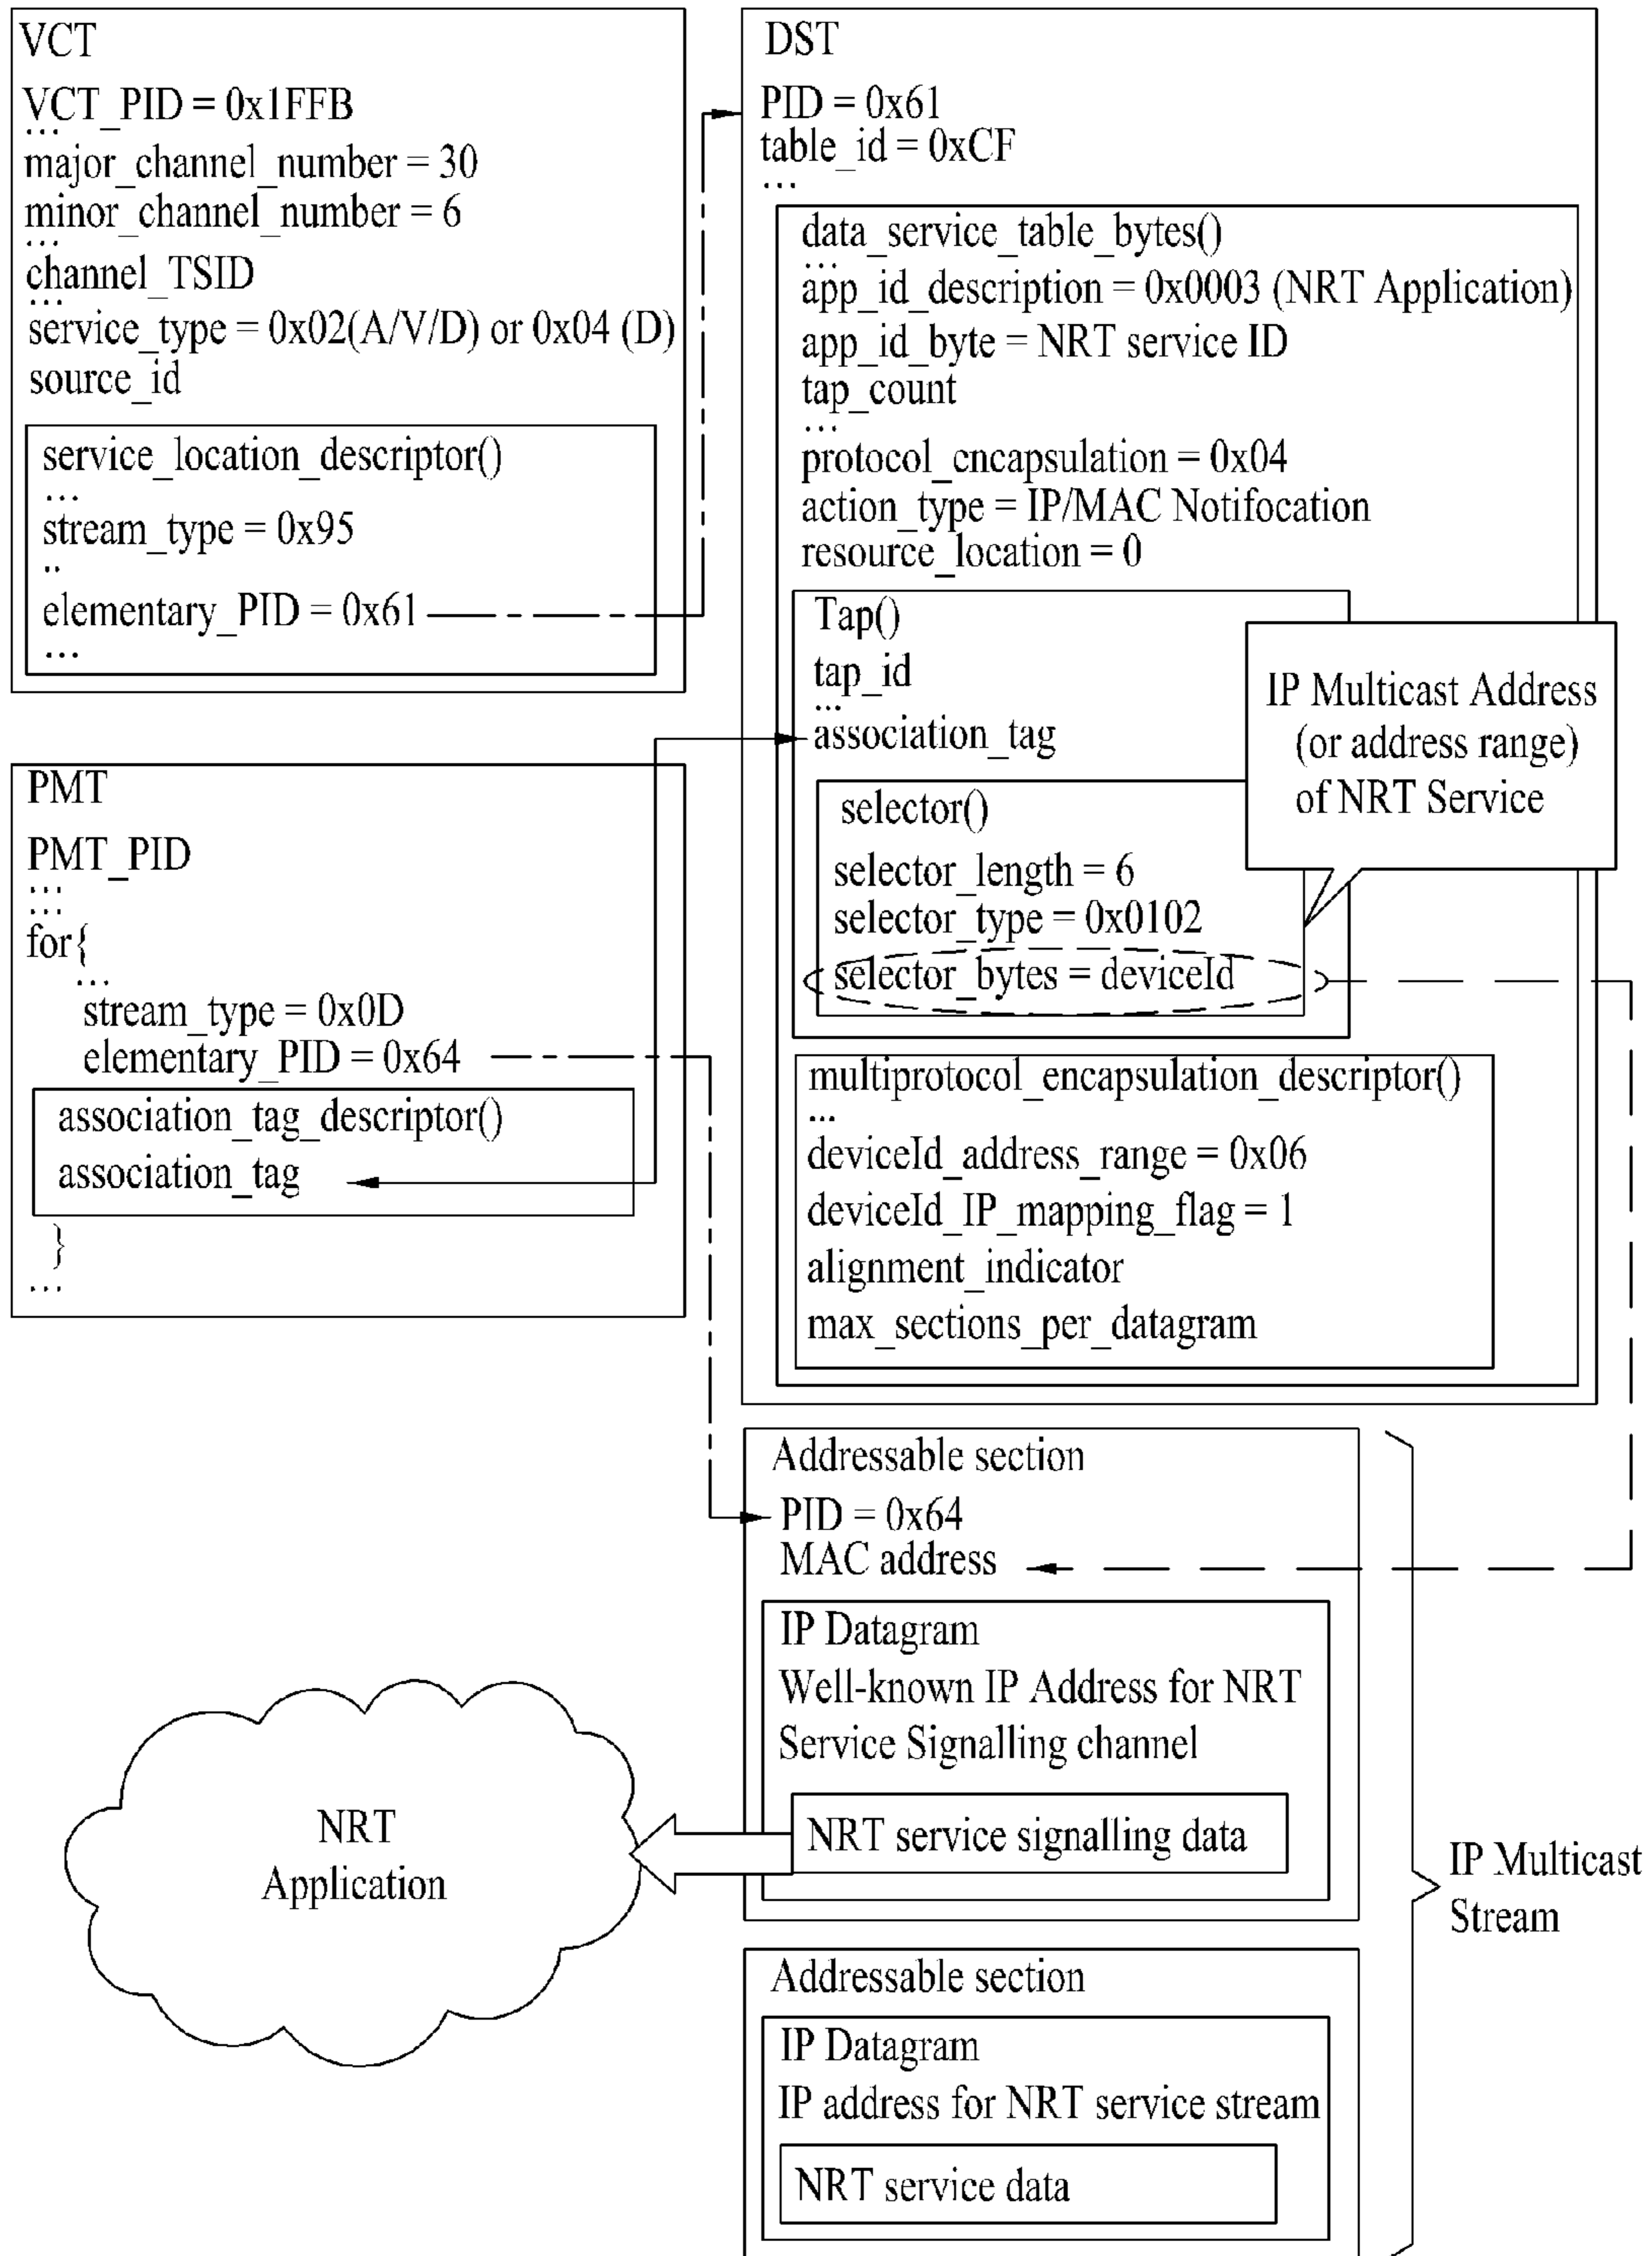 VCT
VCT_PID = 0x1FFB
...
major_channel_number = 30
minor_channel_number = 6
...
channel_TSID
...
service_type = 0x02(A/V/D) or 0x04 (D)
source_id
service_location_descriptor()
...
stream_type = 0x95
..
elementary_PID = 0x61
...
PMT
PMT_PID
...
...
for{
...
stream_type = 0x0D
elementary_PID = 0x64
association_tag_descriptor()
association_tag
}
...
DST
PID = 0x61
table_id = 0xCF
...
data_service_table_bytes()
...
app_id_description = 0x0003 (NRT Application)
app_id_byte = NRT service ID
tap_count
...
protocol_encapsulation = 0x04
action_type = IP/MAC Notifocation
resource_location = 0
Tap()
tap_id
...
association_tag
selector()
selector_length = 6
selector_type = 0x0102
selector_bytes = deviceId
IP Multicast Address
(or address range)
of NRT Service
multiprotocol_encapsulation_descriptor()
...
deviceId_address_range = 0x06
deviceId_IP_mapping_flag = 1
alignment_indicator
max_sections_per_datagram
Addressable section
PID = 0x64
MAC address
IP Datagram
Well-known IP Address for NRT
Service Signalling channel
NRT service signalling data
NRT
Application
IP Multicast
Stream
Addressable section
IP Datagram
IP address for NRT service stream
NRT service data